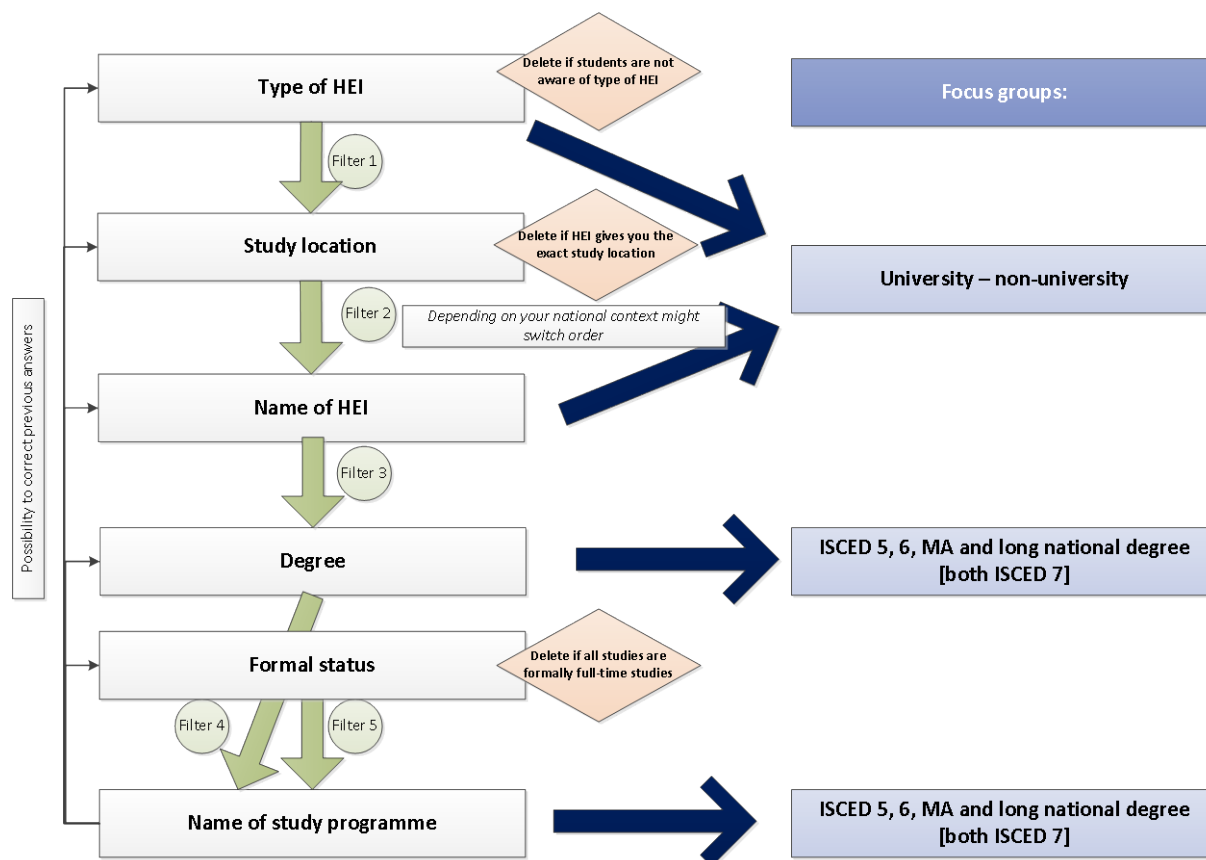 Type of HEI
Delete if students are not
aware of type of HEI
Focus groups:
Filter 1
Study location
Delete if HEI gives you the
exact study location
University – non-university
Filter 2
Depending on your national context might
switch order
Possibility to correct previous answers
Name of HEI
Filter 3
Degree
ISCED 5, 6, MA and long national degree
[both ISCED 7]
Formal status
Delete if all studies are
formally full-time studies
Filter 4
Filter 5
Name of study programme
ISCED 5, 6, MA and long national degree
[both ISCED 7]